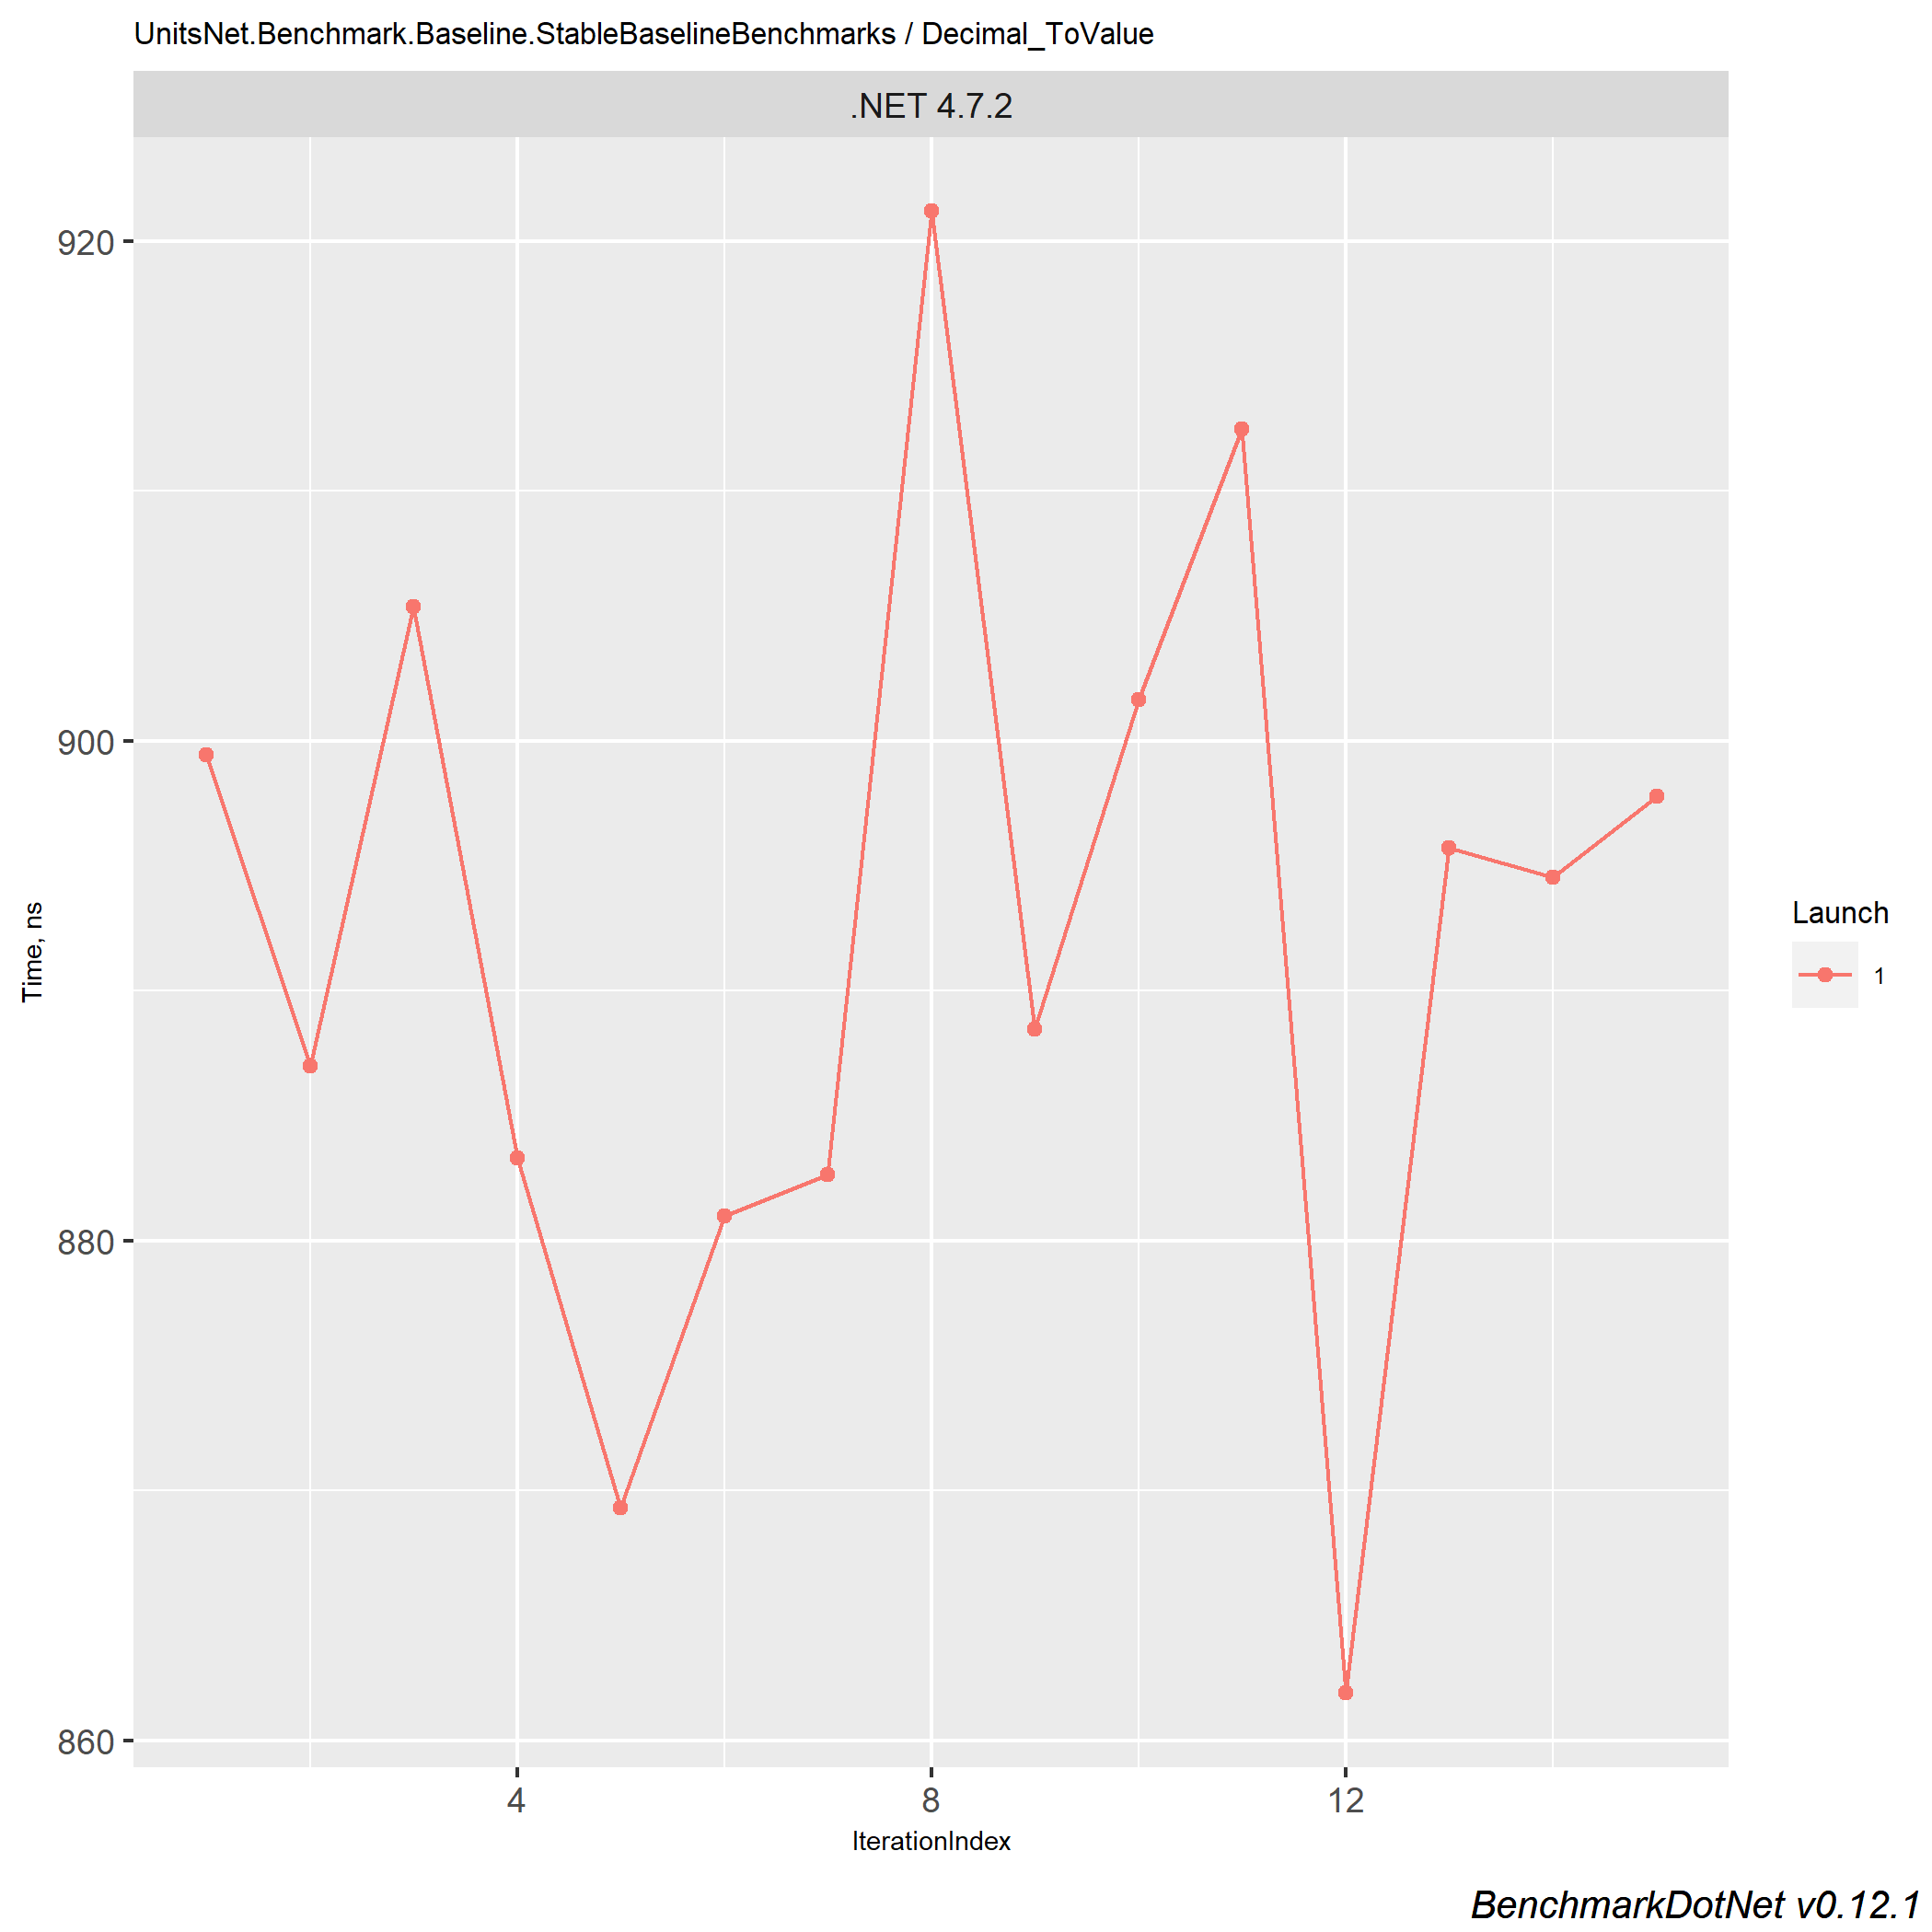 UnitsNet.Benchmark.Baseline.StableBaselineBenchmarks / Decimal_ToValue
.NET 4.7.2
920
900
880
860
Time, ns
4 8 12
IterationIndex
Launch
1
BenchmarkDotNet v0.12.1